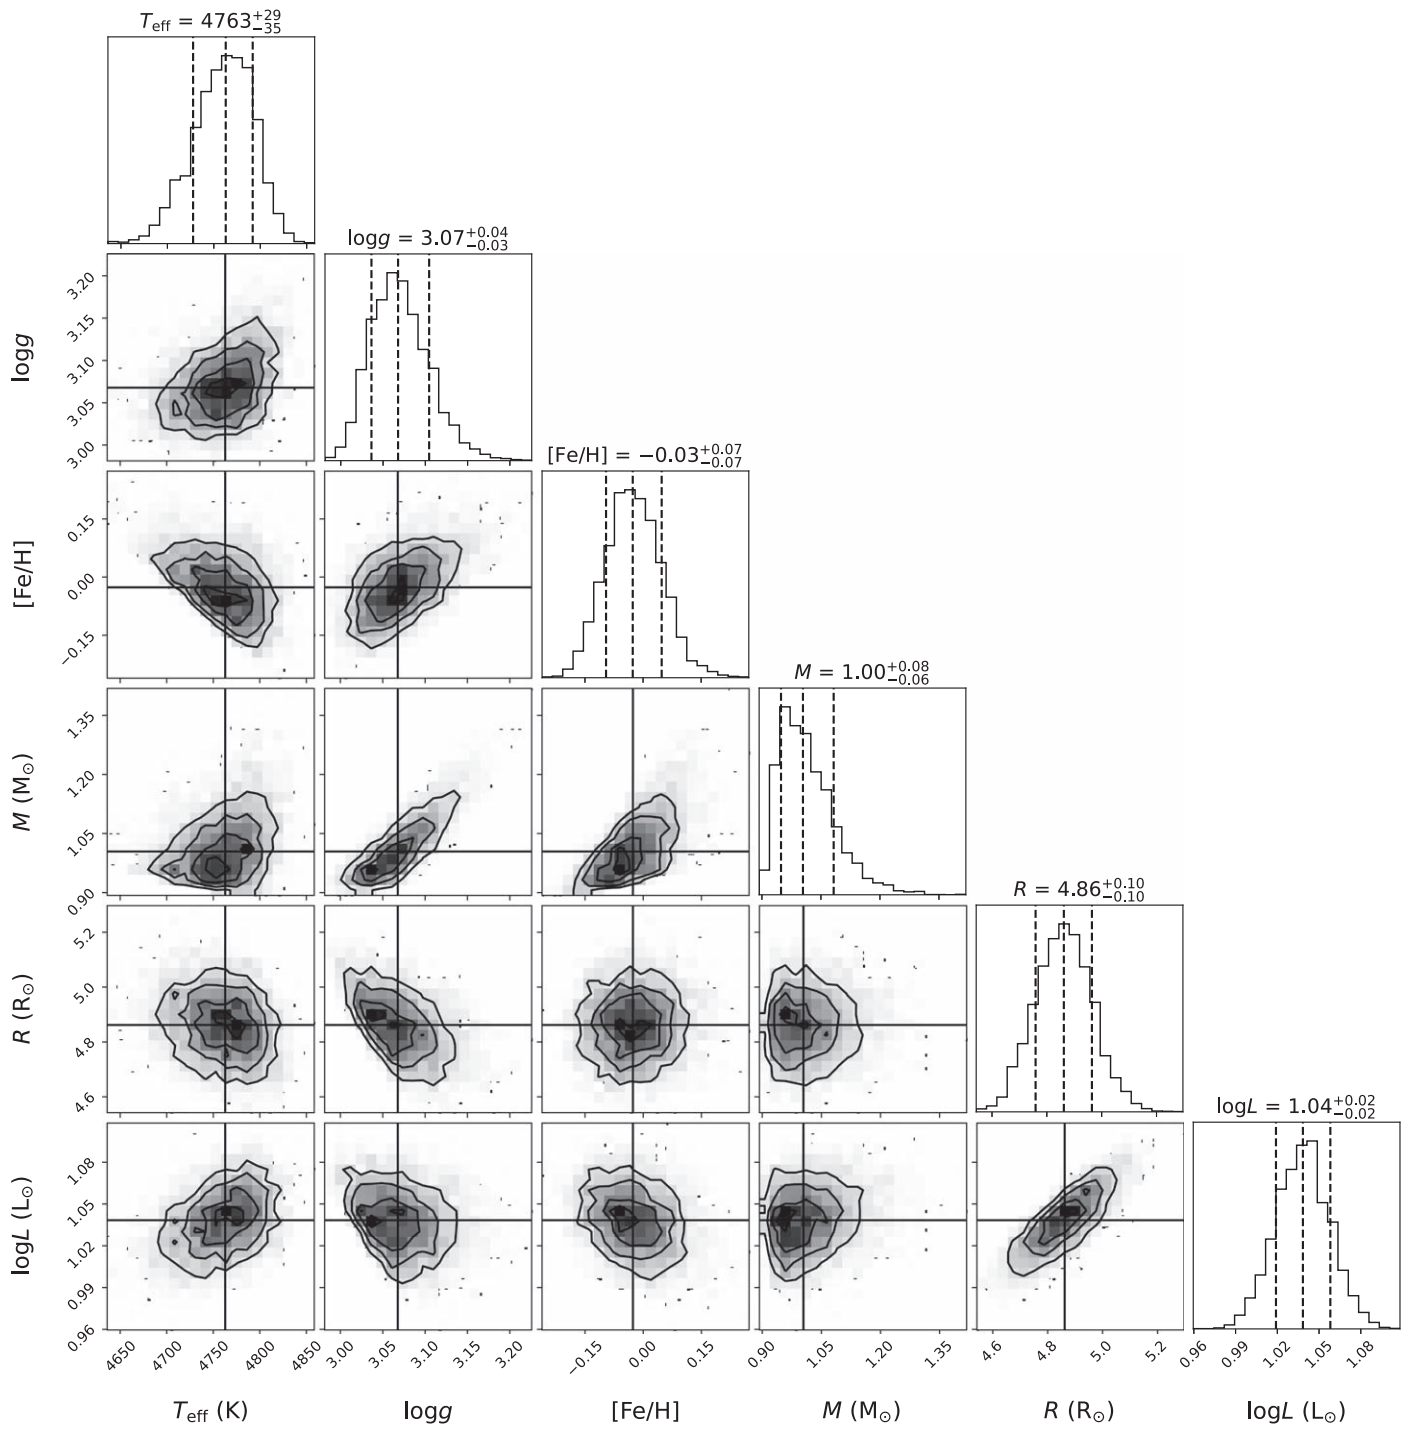 T_eff = 4763 +29 −35
logg = 3.07 +0.04 −0.03
3.20
3.15
3.10
3.05
3.00
logg
[Fe/H] = −0.03 +0.07 −0.07
0.15
0.00
−0.15
[Fe/H]
M = 1.00 +0.08 −0.06
1.35
1.20
1.05
0.90
M (M⊙)
R = 4.86 +0.10 −0.10
5.2
5.0
4.8
4.6
R (R⊙)
logL = 1.04 +0.02 −0.02
1.08
1.05
1.02
0.99
0.96
logL (L⊙)
4650 4700 4750 4800 4850 3.00 3.05 3.10 3.15 3.20 −0.15 0.00 0.15 0.90 1.05 1.20 1.35 4.6 4.8 5.0 5.2 0.96 0.99 1.02 1.05 1.08
T_eff (K) logg [Fe/H] M (M⊙) R (R⊙) logL (L⊙)